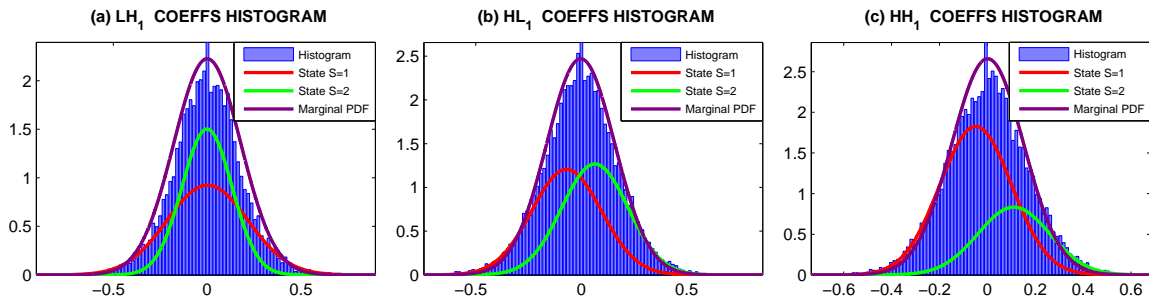 (a) LH1 COEFFS HISTOGRAM
Histogram
State S=1
State S=2
Marginal PDF
2
1.5
1
0.5
0
−0.5
0
0.5
(b) HL1 COEFFS HISTOGRAM
Histogram
State S=1
State S=2
Marginal PDF
2.5
2
1.5
1
0.5
0
−0.5
0
0.5
(c) HH1 COEFFS HISTOGRAM
Histogram
State S=1
State S=2
Marginal PDF
2.5
2
1.5
1
0.5
0
−0.6
−0.4
−0.2
0
0.2
0.4
0.6